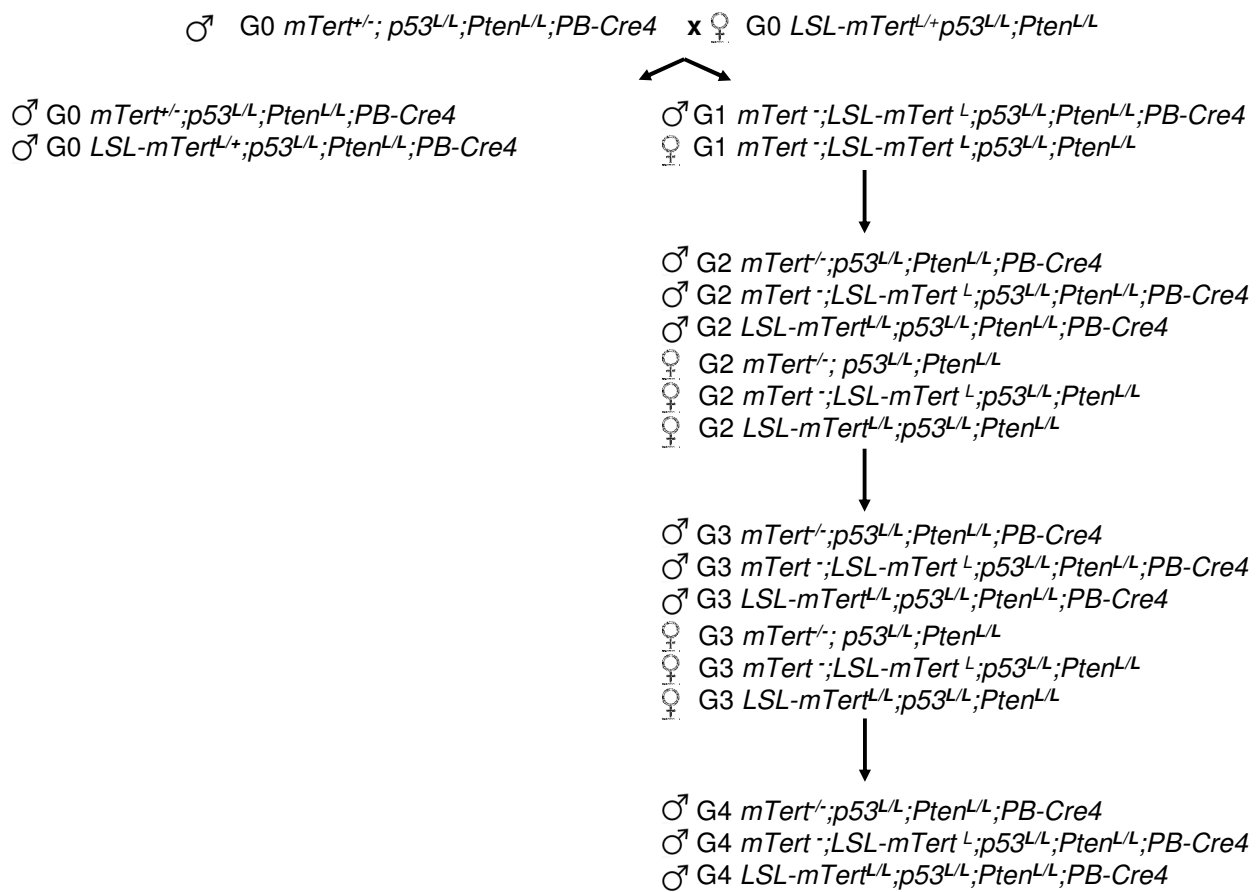 ♂ G0 mTert+/-; p53L/L;PtenL/L;PB-Cre4 x ♀ G0 LSL-mTertL/+p53L/L;PtenL/L
♂ G0 mTert+/-;p53L/L;PtenL/L;PB-Cre4
♂ G0 LSL-mTertL/+;p53L/L;PtenL/L;PB-Cre4
♂ G1 mTert -;LSL-mTert L;p53L/L;PtenL/L;PB-Cre4
♀ G1 mTert -;LSL-mTert L;p53L/L;PtenL/L
♂ G2 mTert-/-;p53L/L;PtenL/L;PB-Cre4
♂ G2 mTert -;LSL-mTert L;p53L/L;PtenL/L;PB-Cre4
♂ G2 LSL-mTertL/L;p53L/L;PtenL/L;PB-Cre4
♀ G2 mTert-/-; p53L/L;PtenL/L
♀ G2 mTert -;LSL-mTert L;p53L/L;PtenL/L
♀ G2 LSL-mTertL/L;p53L/L;PtenL/L
♂ G3 mTert-/-;p53L/L;PtenL/L;PB-Cre4
♂ G3 mTert -;LSL-mTert L;p53L/L;PtenL/L;PB-Cre4
♂ G3 LSL-mTertL/L;p53L/L;PtenL/L;PB-Cre4
♀ G3 mTert-/-; p53L/L;PtenL/L
♀ G3 mTert -;LSL-mTert L;p53L/L;PtenL/L
♀ G3 LSL-mTertL/L;p53L/L;PtenL/L
♂ G4 mTert-/-;p53L/L;PtenL/L;PB-Cre4
♂ G4 mTert -;LSL-mTert L;p53L/L;PtenL/L;PB-Cre4
♂ G4 LSL-mTertL/L;p53L/L;PtenL/L;PB-Cre4